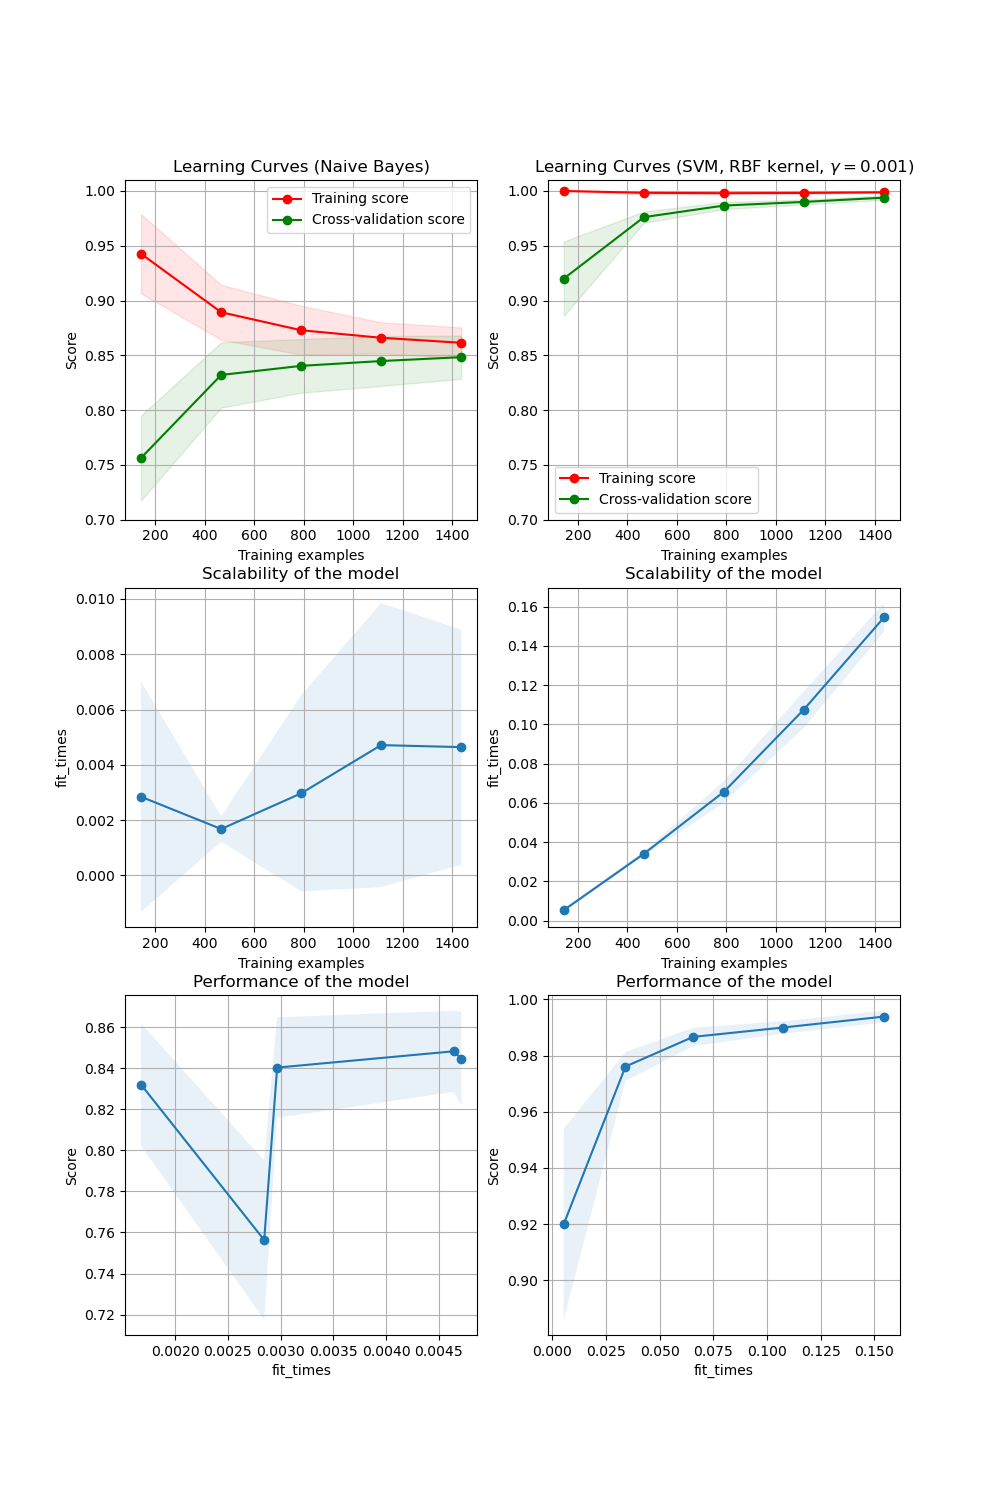 Learning Curves (Naive Bayes)
1.00
0.95
0.90
0.85
0.80
0.75
0.70
Score
Training score
Cross-validation score
200 400 600 800 1000 1200 1400
Training examples
Learning Curves (SVM, RBF kernel, γ = 0.001)
1.00
0.95
0.90
0.85
0.80
0.75
0.70
Score
Training score
Cross-validation score
200 400 600 800 1000 1200 1400
Training examples
Scalability of the model
0.010
0.008
0.006
0.004
0.002
0.000
fit_times
200 400 600 800 1000 1200 1400
Training examples
Scalability of the model
0.16
0.14
0.12
0.10
0.08
0.06
0.04
0.02
0.00
fit_times
200 400 600 800 1000 1200 1400
Training examples
Performance of the model
0.86
0.84
0.82
0.80
0.78
0.76
0.74
0.72
Score
0.0020 0.0025 0.0030 0.0035 0.0040 0.0045
fit_times
Performance of the model
1.00
0.98
0.96
0.94
0.92
0.90
Score
0.000 0.025 0.050 0.075 0.100 0.125 0.150
fit_times